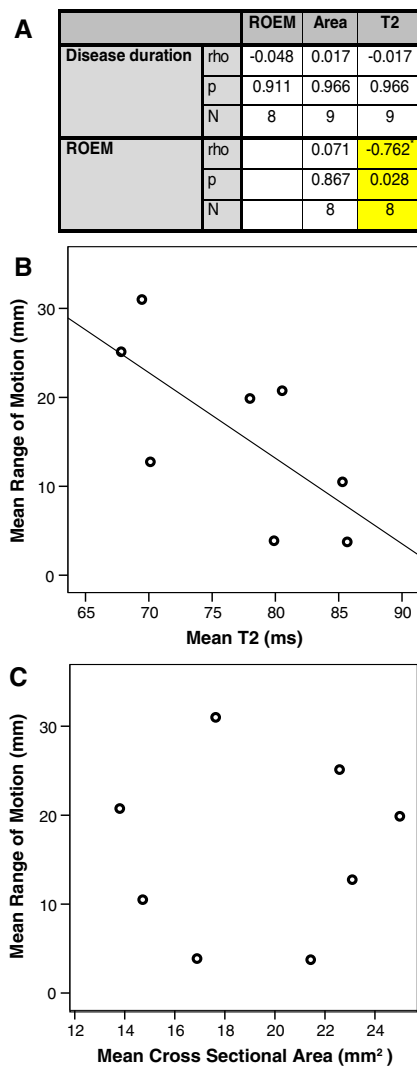 A
ROEM Area T2
Disease duration rho -0.048 0.017 -0.017
p 0.911 0.966 0.966
N 8 9 9
ROEM rho 0.071 -0.762*
p 0.867 0.028
N 8 8
B
Mean Range of Motion (mm)
30
20
10
0
65 70 75 80 85 90
Mean T2 (ms)
C
Mean Range of Motion (mm)
30
20
10
0
12 14 16 18 20 22 24
Mean Cross Sectional Area (mm²)